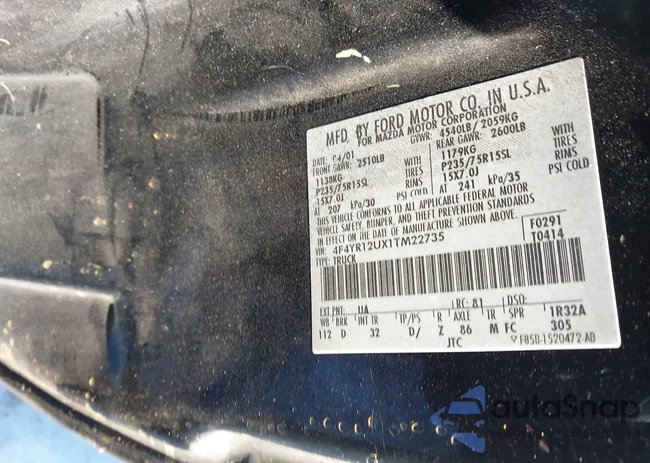 MFD. BY FORD MOTOR CO. IN U.S.A.
FOR MAZDA MOTOR CORPORATION
DATE: 04/01 GVWR: 4540LB/ 2059KG
FRONT GAWR: 2510LB REAR GAWR: 2600LB
1138KG WITH 1179KG WITH
P235/75R15SL TIRES P235/75R15SL TIRES
15X7.0J RIMS 15X7.0J RIMS
AT 207 kPa/30 PSI COLD AT 241 kPa/35 PSI COLD
THIS VEHICLE CONFORMS TO ALL APPLICABLE FEDERAL MOTOR
VEHICLE SAFETY, BUMPER, AND THEFT PREVENTION STANDARDS
IN EFFECT ON THE DATE OF MANUFACTURE SHOWN ABOVE.
VIN: 4F4YR12UX1TM22735 F0291
TYPE: TRUCK T0414
EXT PNT: UA RC: 81 DSO:
WB BRK INT TR TP/PS R AXLE TR SPR 1R32A
112 D 32 D/ Z 86 M FC 305
JTC F85B-1520472-AB
autoSnap